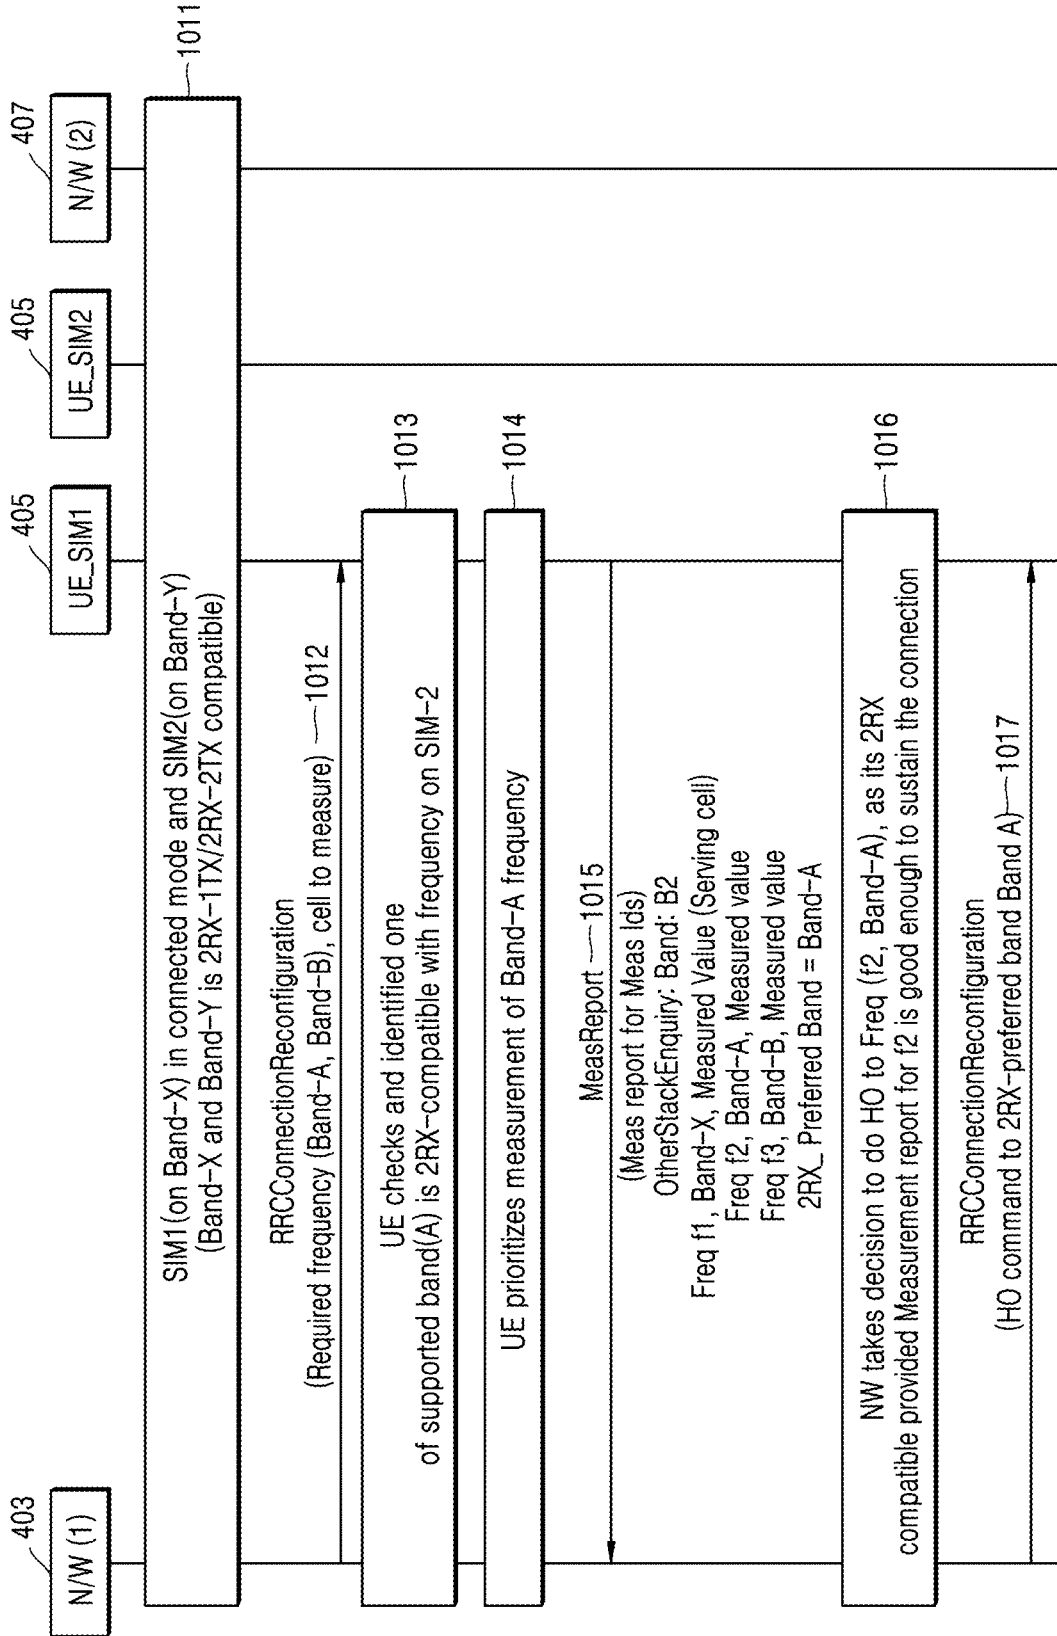 403
N/W (1)
405
UE_SIM1
405
UE_SIM2
407
N/W (2)
SIM1(on Band-X) in connected mode and SIM2(on Band-Y)
(Band-X and Band-Y is 2RX-1TX/2RX-2TX compatible)
1011
RRCConnectionReconfiguration
(Required frequency (Band-A, Band-B), cell to measure)
1012
UE checks and identified one
of supported band(A) is 2RX-compatible with frequency on SIM-2
1013
UE prioritizes measurement of Band-A frequency
1014
MeasReport
1015
(Meas report for Meas Ids)
OtherStackEnquiry: Band: B2
Freq f1, Band-X, Measured Value (Serving cell)
Freq f2, Band-A, Measured value
Freq f3, Band-B, Measured value
2RX_ Preferred Band = Band-A
NW takes decision to do HO to Freq (f2, Band-A), as its 2RX
compatible provided Measurement report for f2 is good enough to sustain the connection
1016
RRCConnectionReconfiguration
(HO command to 2RX-preferred band Band A)
1017